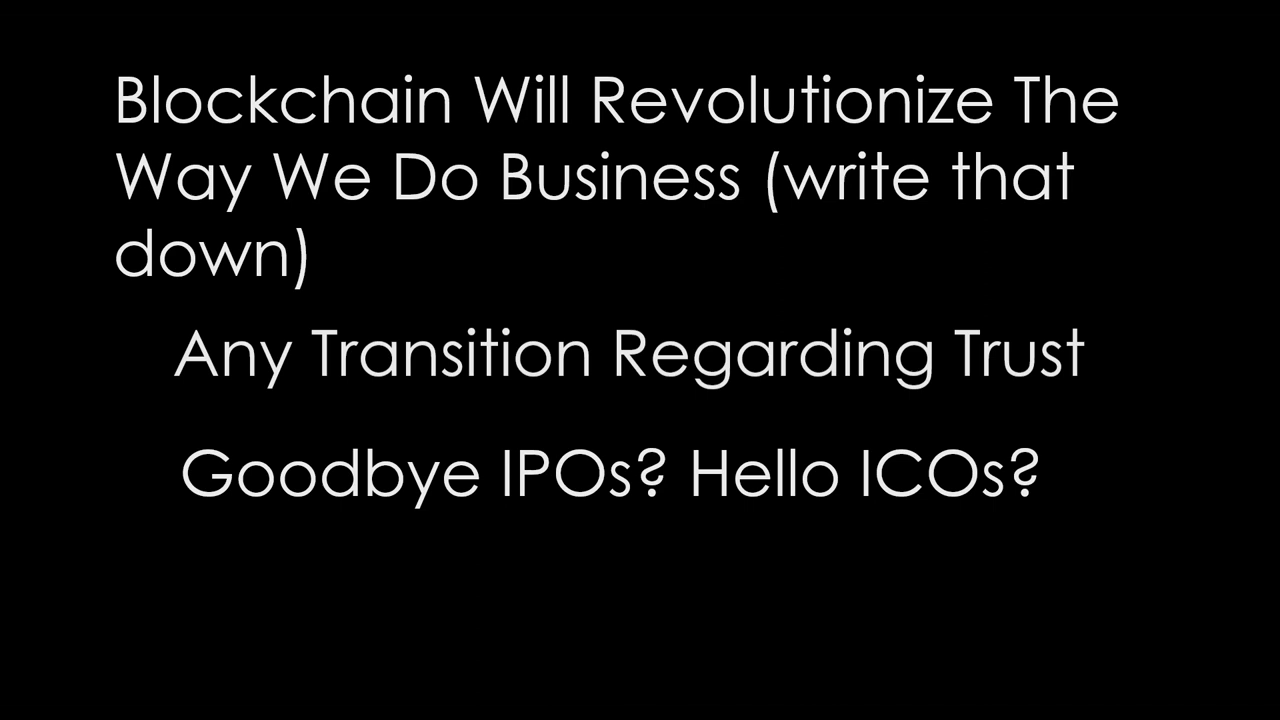 Blockchain Will Revolutionize The
Way We Do Business (write that
down)
Any Transition Regarding Trust
Goodbye IPOs? Hello ICOs?